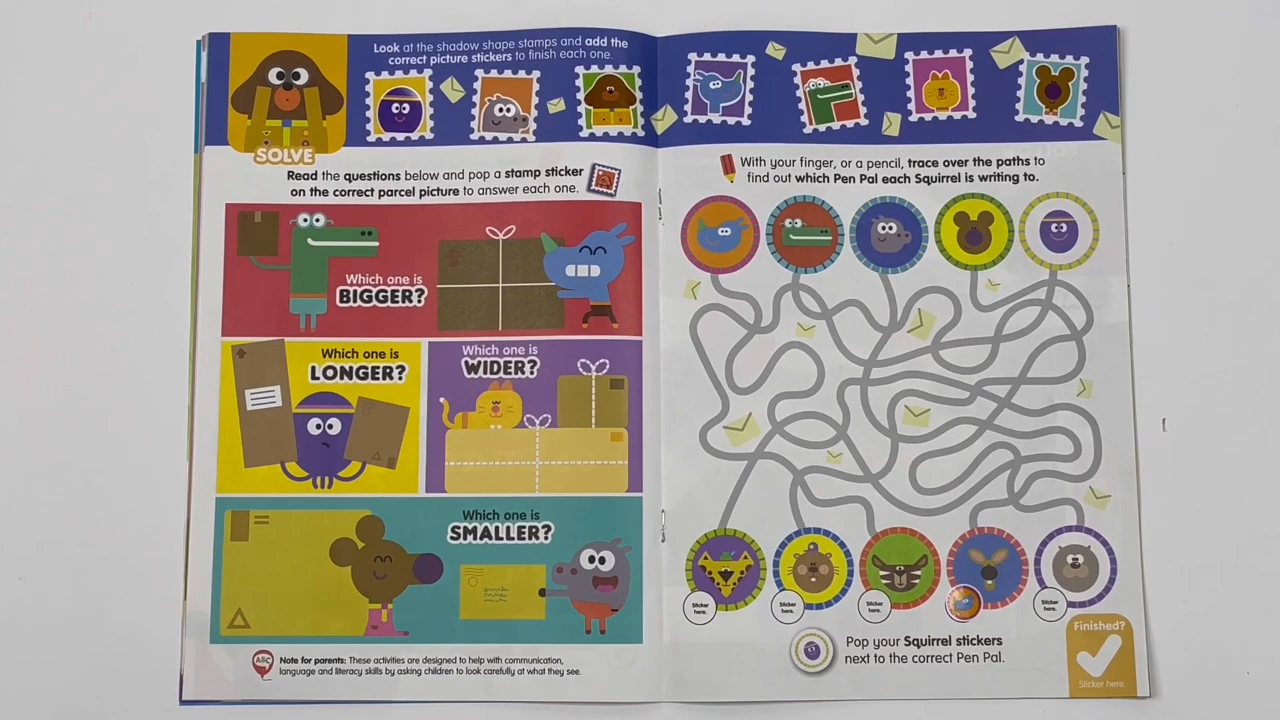 Look at the shadow shape stamps and add the
correct picture stickers to finish each one.
SOLVE
Read the questions below and pop a stamp sticker
on the correct parcel picture to answer each one.
Which one is
BIGGER?
Which one is
LONGER?
Which one is
WIDER?
Which one is
SMALLER?
ABC
Note for parents: These activities are designed to help with communication,
language and literacy skills by asking children to look carefully at what they see.
With your finger, or a pencil, trace over the paths to
find out which Pen Pal each Squirrel is writing to.
Sticker
here.
Sticker
here.
Sticker
here.
Sticker
here.
Pop your Squirrel stickers
next to the correct Pen Pal.
Finished?
Sticker here.